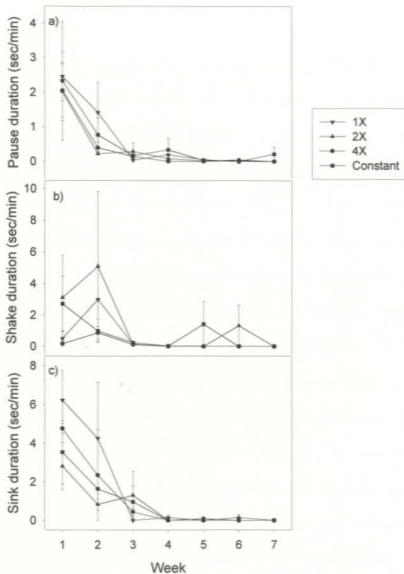 a)
Pause duration (sec/min)
4
3
2
1
0
1X
2X
4X
Constant
b)
Shake duration (sec/min)
10
8
6
4
2
0
c)
Sink duration (sec/min)
8
6
4
2
0
1 2 3 4 5 6 7
Week